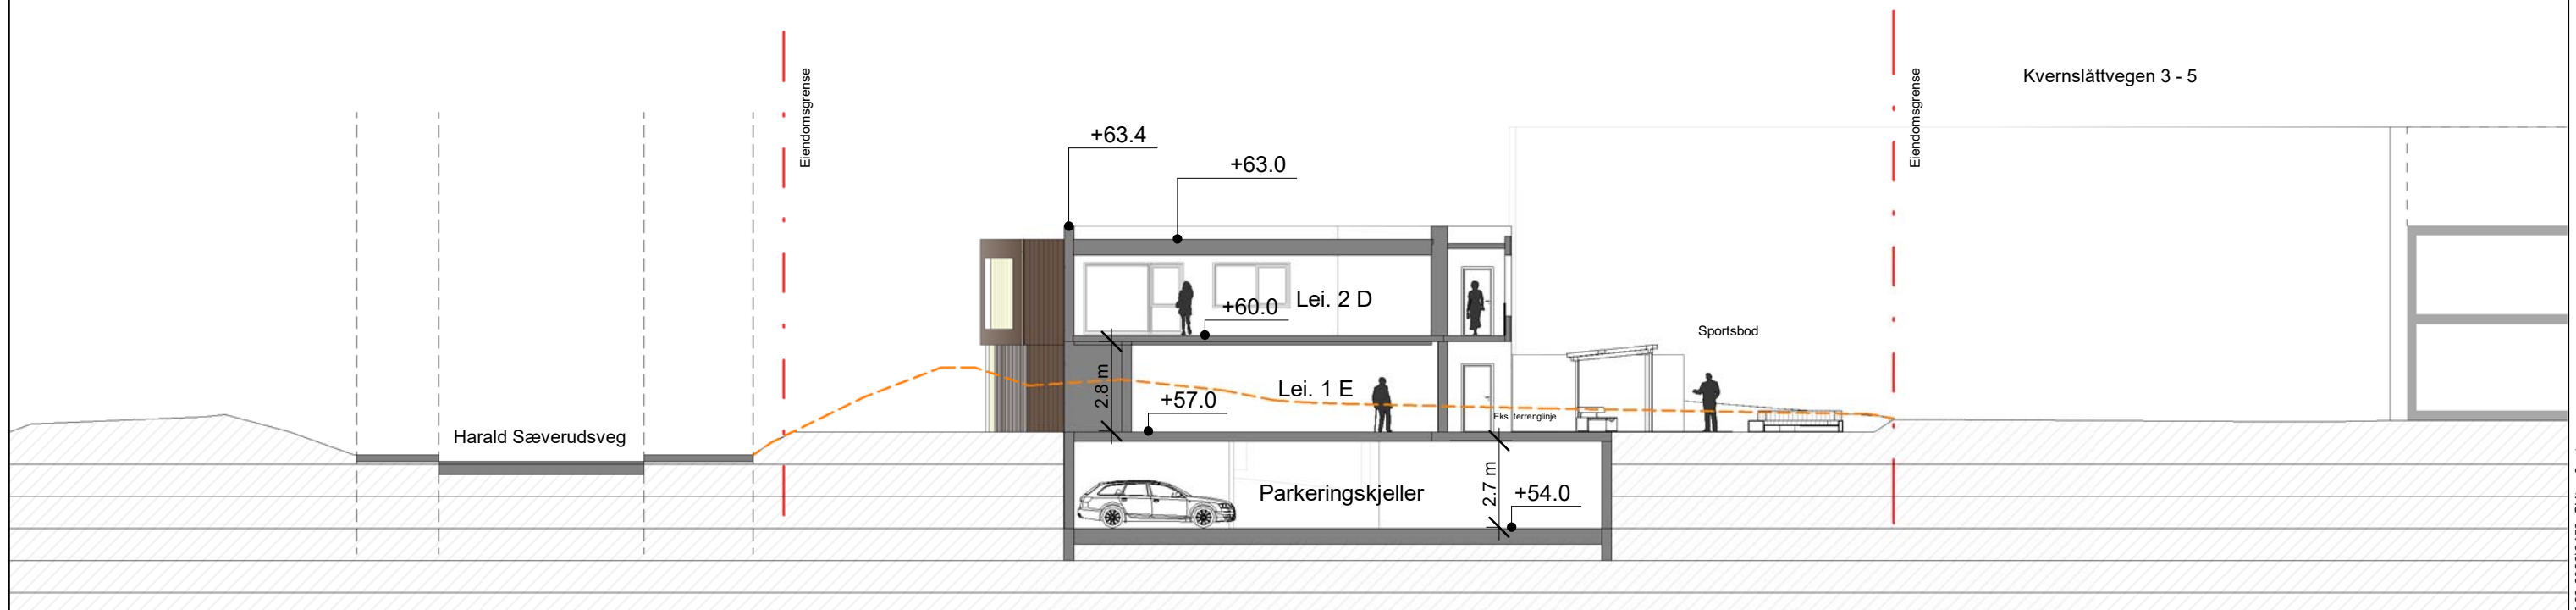 Kvernslåttvegen 3 - 5
Eiendomsgrense
Eiendomsgrense
+63.4
+63.0
+60.0
Lei. 2 D
Sportsbod
2.8 m
Lei. 1 E
+57.0
Eks. terrenglinje
Harald Sæverudsveg
2.7 m
Parkeringskjeller
+54.0